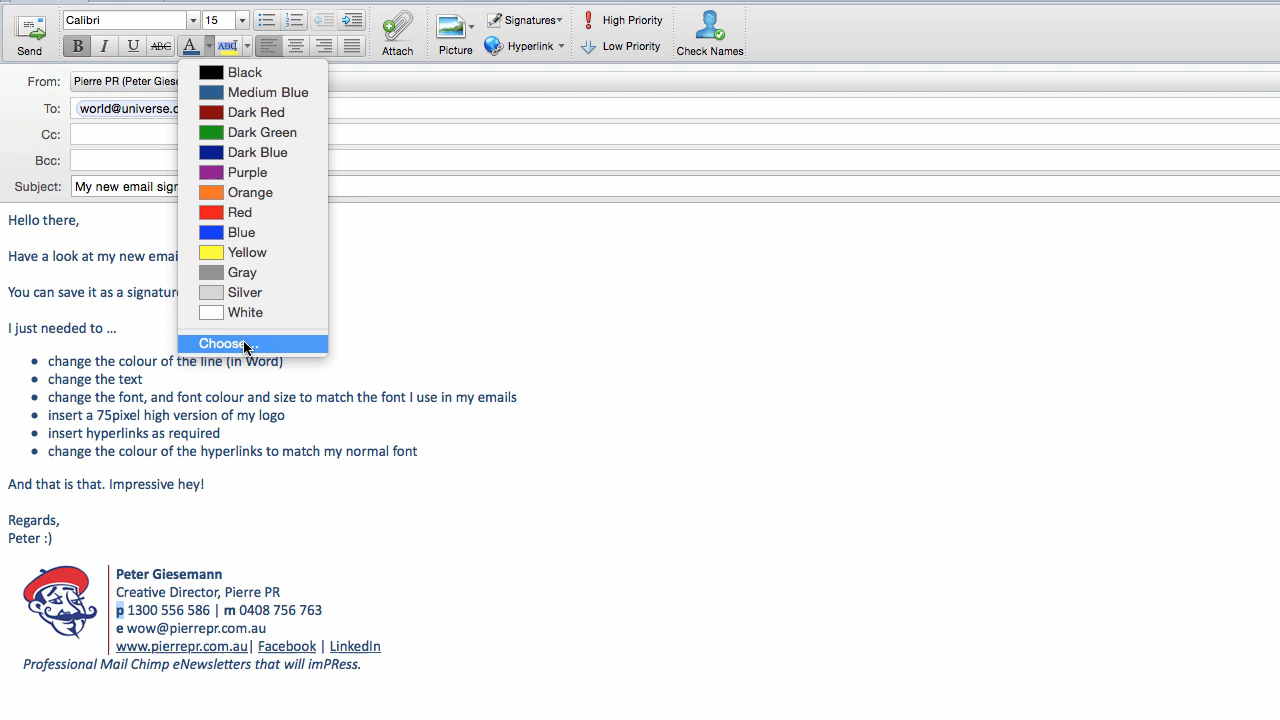 Calibri 15
Signatures
High Priority
Send
B I U ABC A ABC
Attach
Picture
Hyperlink
Low Priority
Check Names
Black
From: Pierre PR (Peter Giese
Medium Blue
To: world@universe.c
Dark Red
Cc:
Dark Green
Bcc:
Dark Blue
Purple
Subject: My new email sign
Orange
Red
Blue
Yellow
Gray
Silver
White
Choose...
Hello there,
Have a look at my new emai
You can save it as a signature
I just needed to ...
• change the colour of the line (in Word)
• change the text
• change the font, and font colour and size to match the font I use in my emails
• insert a 75pixel high version of my logo
• insert hyperlinks as required
• change the colour of the hyperlinks to match my normal font
And that is that. Impressive hey!
Regards,
Peter :)
Peter Giesemann
Creative Director, Pierre PR
p 1300 556 586 | m 0408 756 763
e wow@pierrepr.com.au
www.pierrepr.com.au| Facebook | LinkedIn
Professional Mail Chimp eNewsletters that will imPRess.